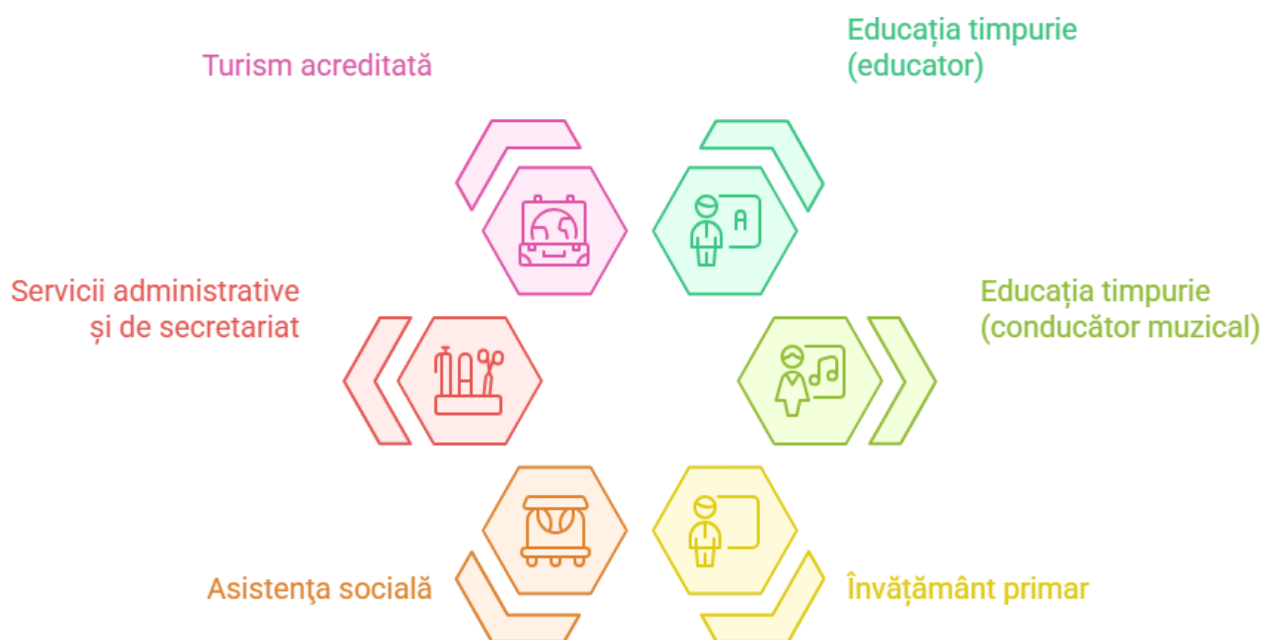 Turism acreditată
Educația timpurie
(educator)
Servicii administrative
și de secretariat
Educația timpurie
(conducător muzical)
Asistenţa socială
Învățământ primar
A